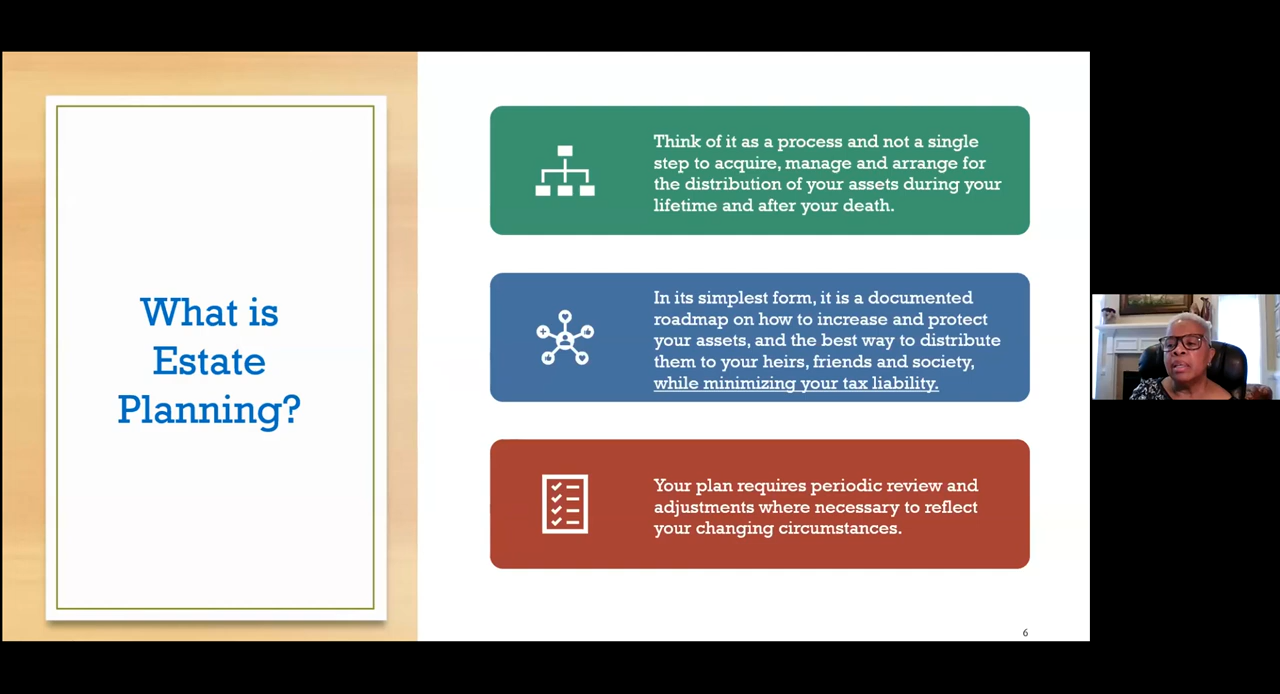 What is
Estate
Planning?
Think of it as a process and not a single
step to acquire, manage and arrange for
the distribution of your assets during your
lifetime and after your death.
In its simplest form, it is a documented
roadmap on how to increase and protect
your assets, and the best way to distribute
them to your heirs, friends and society,
while minimizing your tax liability.
Your plan requires periodic review and
adjustments where necessary to reflect
your changing circumstances.
6